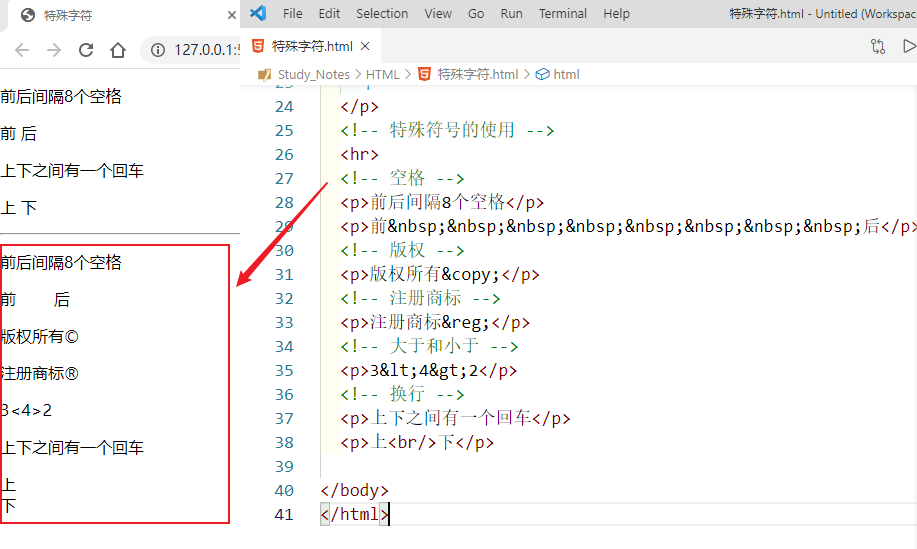 特殊字符
127.0.0.1:5
前后间隔8个空格
前 后
上下之间有一个回车
上 下
前后间隔8个空格
前        后
版权所有©
注册商标®
3<4>2
上下之间有一个回车
上
下
File Edit Selection View Go Run Terminal Help 特殊字符.html - Untitled (Workspac
特殊字符.html
Study_Notes > HTML > 特殊字符.html > html
24 </p>
25 <!-- 特殊符号的使用 -->
26 <hr>
27 <!-- 空格 -->
28 <p>前后间隔8个空格</p>
29 <p>前&nbsp;&nbsp;&nbsp;&nbsp;&nbsp;&nbsp;&nbsp;&nbsp;后</p>
30 <!-- 版权 -->
31 <p>版权所有&copy;</p>
32 <!-- 注册商标 -->
33 <p>注册商标&reg;</p>
34 <!-- 大于和小于 -->
35 <p>3&lt;4&gt;2</p>
36 <!-- 换行 -->
37 <p>上下之间有一个回车</p>
38 <p>上<br/>下</p>
39
40 </body>
41 </html>